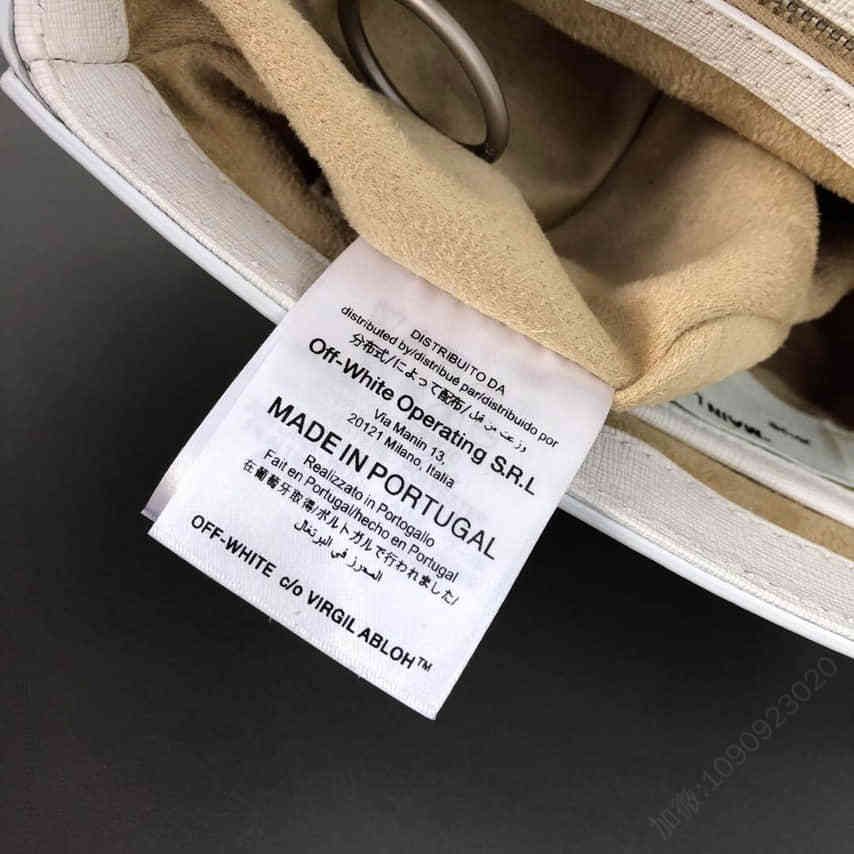 DISTRIBUITO DA
distributed by/distribué par/distribuido por
分布式/によって配布/وزعت من قبل
Off-White Operating S.R.L
Via Manin 13,
20121 Milano, Italia
MADE IN PORTUGAL
Realizzato in Portogallo
Fait en Portugal/hecho en Portugal
在葡萄牙取得/ポルトガルで行われました/
المحرز في البرتغال
OFF-WHITE c/o VIRGIL ABLOH™
MAIN L
加微:1090923020